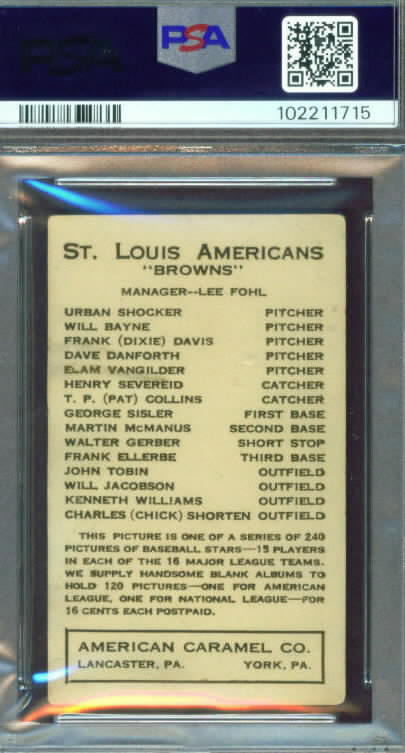 PSA
PSA
102211715
ST. LOUIS AMERICANS
"BROWNS"
MANAGER--LEE FOHL
URBAN SHOCKER PITCHER
WILL BAYNE PITCHER
FRANK (DIXIE) DAVIS PITCHER
DAVE DANFORTH PITCHER
ELAM VANGILDER PITCHER
HENRY SEVEREID CATCHER
T. P. (PAT) COLLINS CATCHER
GEORGE SISLER FIRST BASE
MARTIN MCMANUS SECOND BASE
WALTER GERBER SHORT STOP
FRANK ELLERBE THIRD BASE
JOHN TOBIN OUTFIELD
WILL JACOBSON OUTFIELD
KENNETH WILLIAMS OUTFIELD
CHARLES (CHICK) SHORTEN OUTFIELD
THIS PICTURE IS ONE OF A SERIES OF 240
PICTURES OF BASEBALL STARS—15 PLAYERS
IN EACH OF THE 16 MAJOR LEAGUE TEAMS.
WE SUPPLY HANDSOME BLANK ALBUMS TO
HOLD 120 PICTURES—ONE FOR AMERICAN
LEAGUE, ONE FOR NATIONAL LEAGUE—FOR
16 CENTS EACH POSTPAID.
AMERICAN CARAMEL CO.
LANCASTER, PA. YORK, PA.